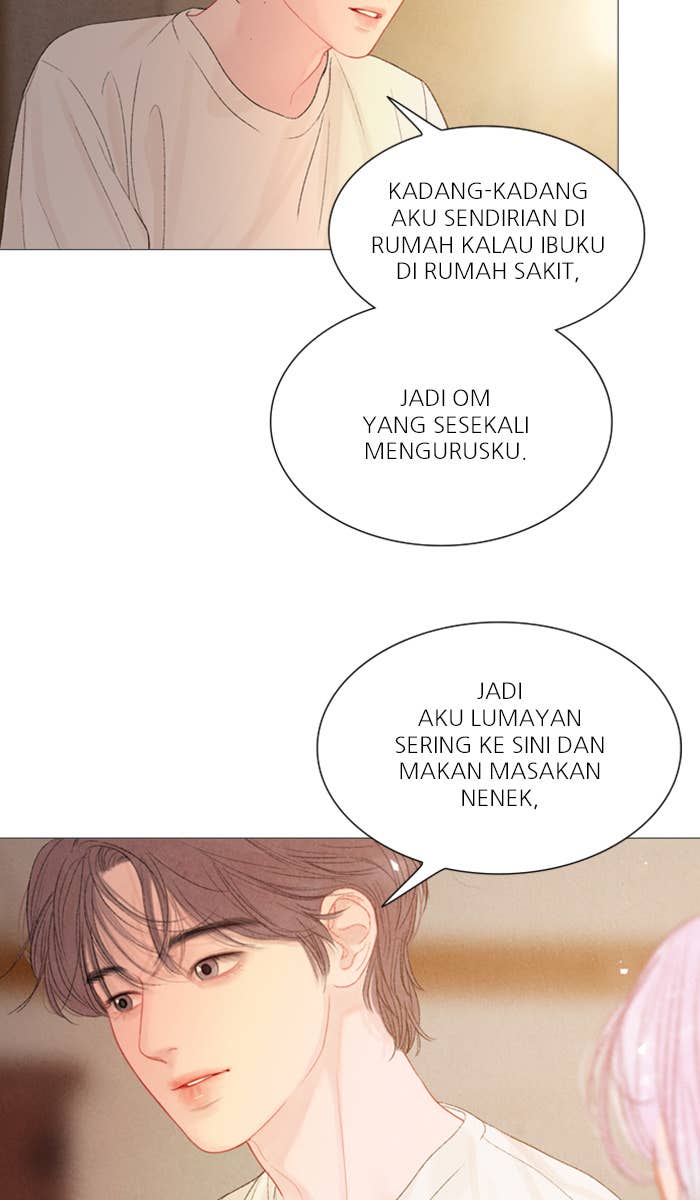 KADANG-KADANG
AKU SENDIRIAN DI
RUMAH KALAU IBUKU
DI RUMAH SAKIT,
JADI OM
YANG SESEKALI
MENGURUSKU.
JADI
AKU LUMAYAN
SERING KE SINI DAN
MAKAN MASAKAN
NENEK,